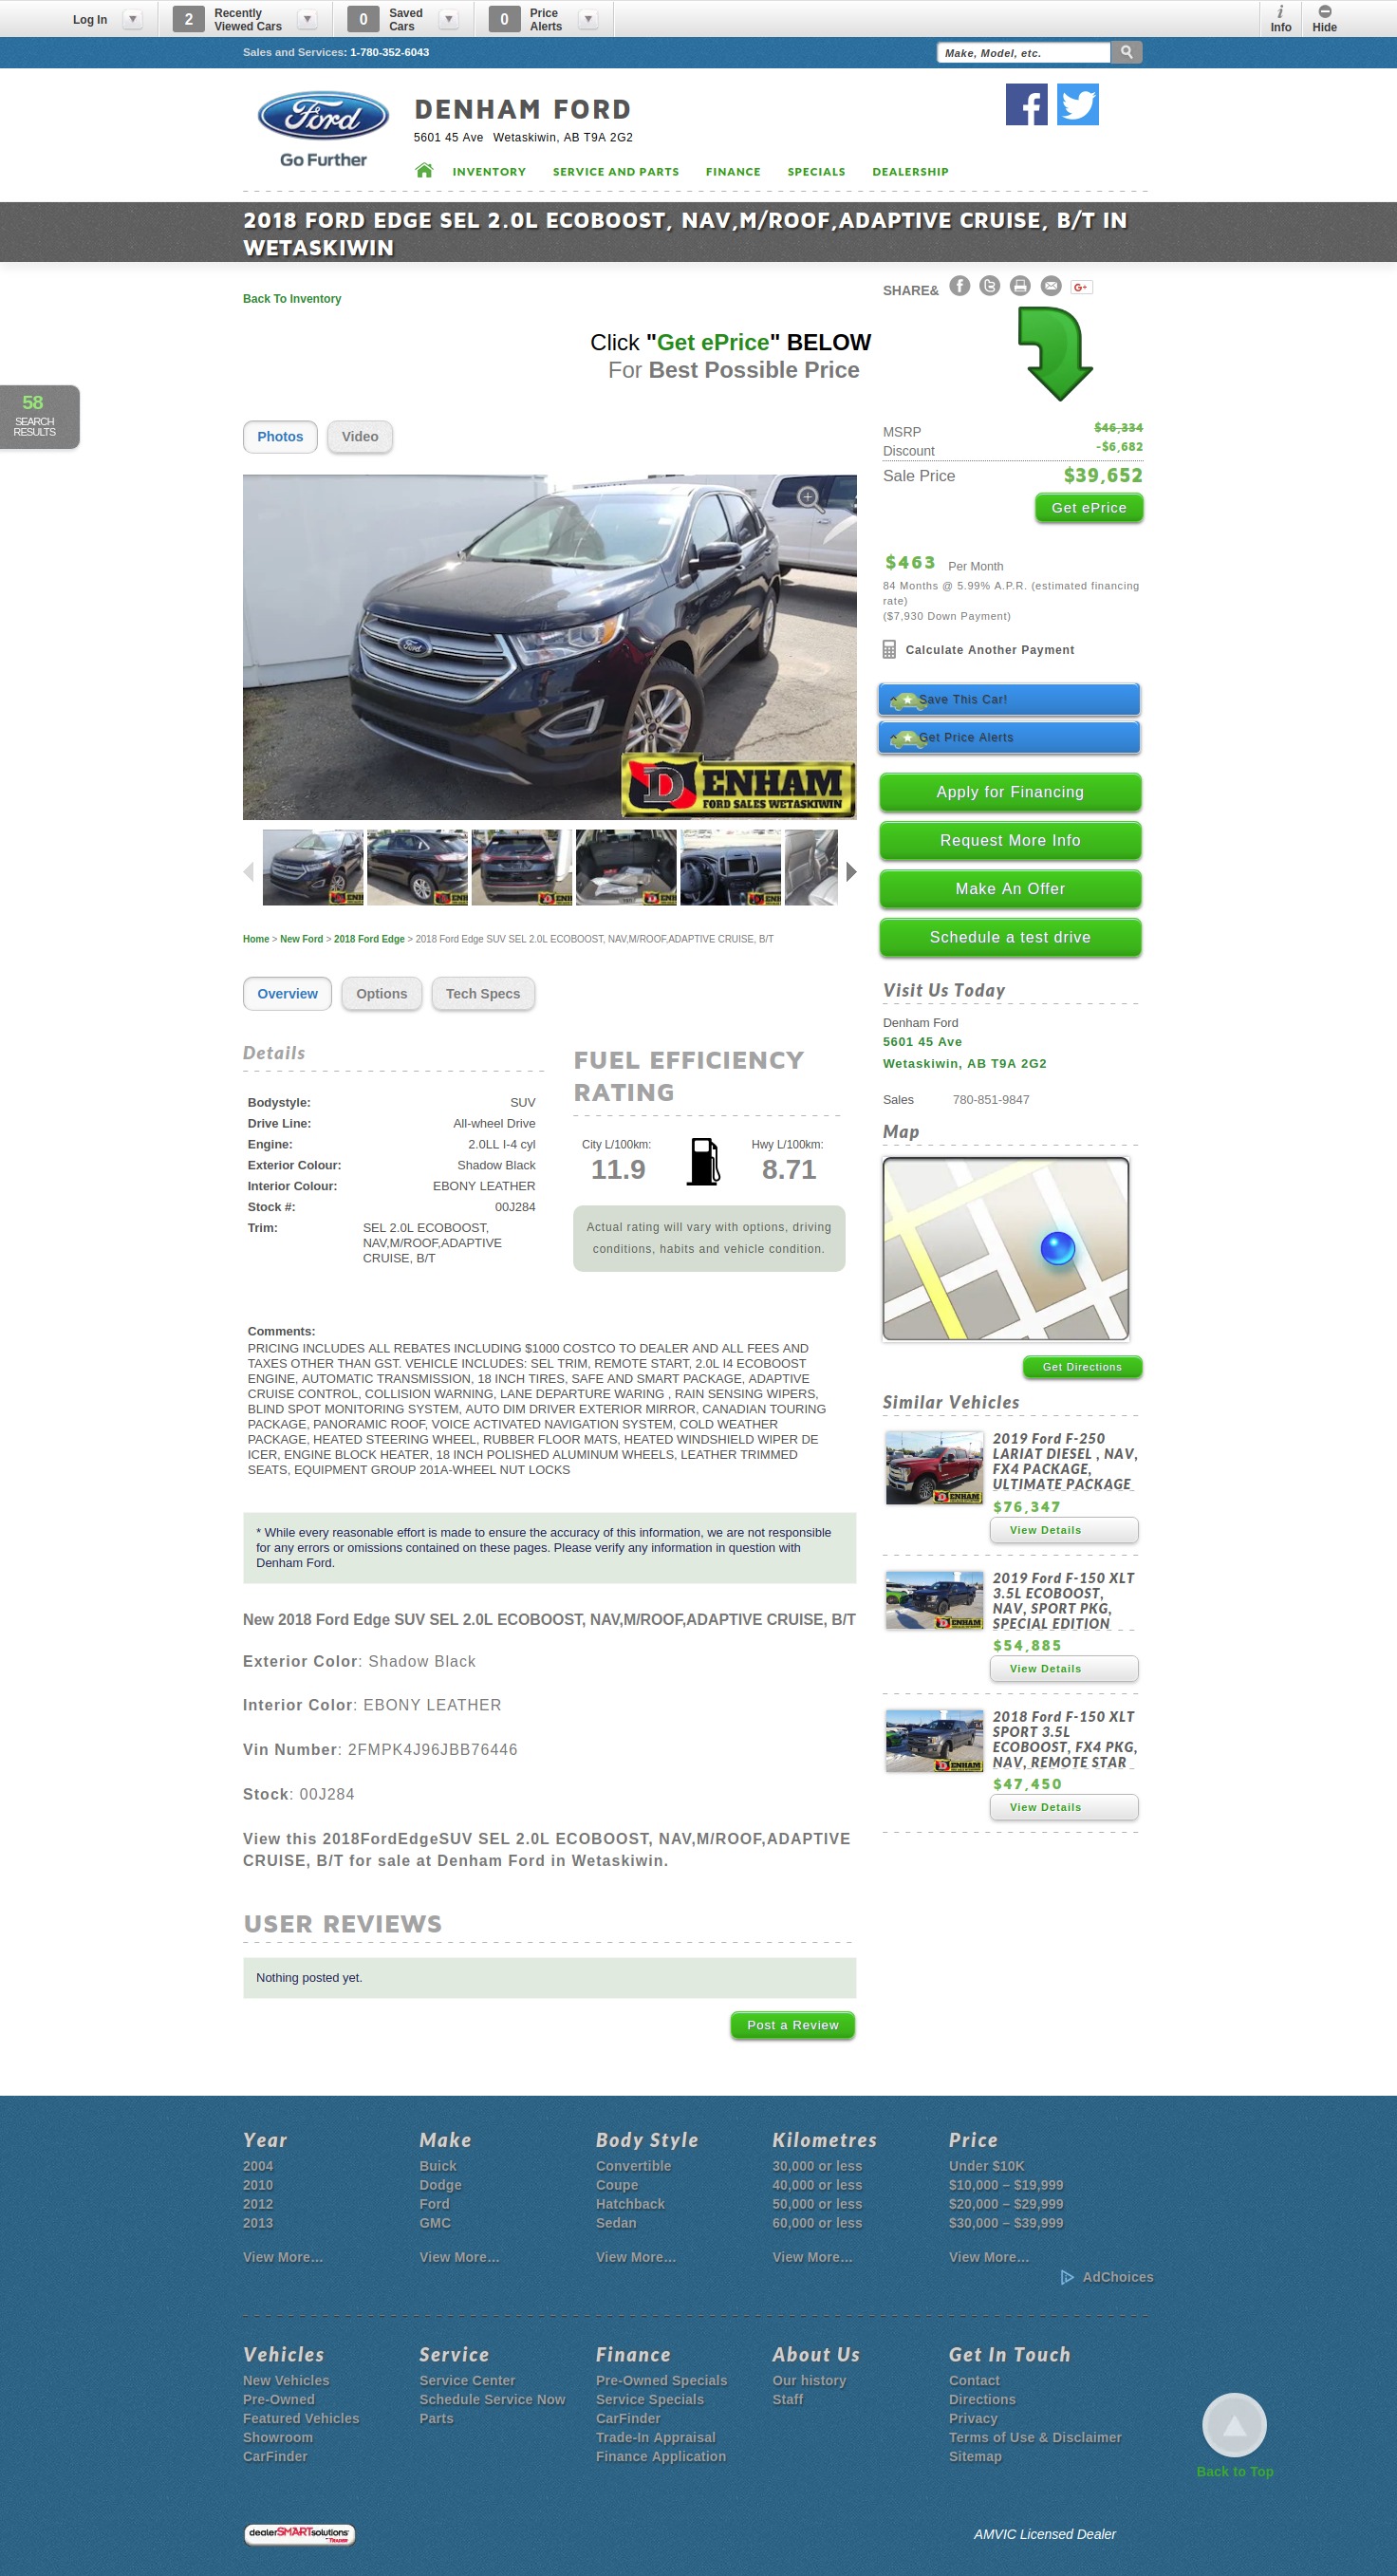 Log In
2 Recently Viewed Cars
0 Saved Cars
0 Price Alerts
Info
Hide
Sales and Services: 1-780-352-6043
Make, Model, etc.
Ford
Go Further
DENHAM FORD
5601 45 Ave Wetaskiwin, AB T9A 2G2
INVENTORY SERVICE AND PARTS FINANCE SPECIALS DEALERSHIP
2018 FORD EDGE SEL 2.0L ECOBOOST, NAV,M/ROOF,ADAPTIVE CRUISE, B/T IN
WETASKIWIN
Back To Inventory
SHARE&
Click "Get ePrice" BELOW
For Best Possible Price
58
SEARCH
RESULTS
Photos Video
MSRP $46,334
Discount -$6,682
Sale Price $39,652
Get ePrice
$463 Per Month
84 Months @ 5.99% A.P.R. (estimated financing
rate)
($7,930 Down Payment)
Calculate Another Payment
Save This Car!
Get Price Alerts
Apply for Financing
Request More Info
Make An Offer
Schedule a test drive
Ford
DENHAM
FORD SALES WETASKIWIN
Home > New Ford > 2018 Ford Edge > 2018 Ford Edge SUV SEL 2.0L ECOBOOST, NAV,M/ROOF,ADAPTIVE CRUISE, B/T
Overview Options Tech Specs
Details
Bodystyle: SUV
Drive Line: All-wheel Drive
Engine: 2.0LL I-4 cyl
Exterior Colour: Shadow Black
Interior Colour: EBONY LEATHER
Stock #: 00J284
Trim: SEL 2.0L ECOBOOST,
NAV,M/ROOF,ADAPTIVE
CRUISE, B/T
FUEL EFFICIENCY
RATING
City L/100km: Hwy L/100km:
11.9 8.71
Actual rating will vary with options, driving
conditions, habits and vehicle condition.
Comments:
PRICING INCLUDES ALL REBATES INCLUDING $1000 COSTCO TO DEALER AND ALL FEES AND
TAXES OTHER THAN GST. VEHICLE INCLUDES: SEL TRIM, REMOTE START, 2.0L I4 ECOBOOST
ENGINE, AUTOMATIC TRANSMISSION, 18 INCH TIRES, SAFE AND SMART PACKAGE, ADAPTIVE
CRUISE CONTROL, COLLISION WARNING, LANE DEPARTURE WARING , RAIN SENSING WIPERS,
BLIND SPOT MONITORING SYSTEM, AUTO DIM DRIVER EXTERIOR MIRROR, CANADIAN TOURING
PACKAGE, PANORAMIC ROOF, VOICE ACTIVATED NAVIGATION SYSTEM, COLD WEATHER
PACKAGE, HEATED STEERING WHEEL, RUBBER FLOOR MATS, HEATED WINDSHIELD WIPER DE
ICER, ENGINE BLOCK HEATER, 18 INCH POLISHED ALUMINUM WHEELS, LEATHER TRIMMED
SEATS, EQUIPMENT GROUP 201A-WHEEL NUT LOCKS
* While every reasonable effort is made to ensure the accuracy of this information, we are not responsible
for any errors or omissions contained on these pages. Please verify any information in question with
Denham Ford.
New 2018 Ford Edge SUV SEL 2.0L ECOBOOST, NAV,M/ROOF,ADAPTIVE CRUISE, B/T
Exterior Color: Shadow Black
Interior Color: EBONY LEATHER
Vin Number: 2FMPK4J96JBB76446
Stock: 00J284
View this 2018FordEdgeSUV SEL 2.0L ECOBOOST, NAV,M/ROOF,ADAPTIVE
CRUISE, B/T for sale at Denham Ford in Wetaskiwin.
USER REVIEWS
Nothing posted yet.
Post a Review
Visit Us Today
Denham Ford
5601 45 Ave
Wetaskiwin, AB T9A 2G2
Sales 780-851-9847
Map
Get Directions
Similar Vehicles
2019 Ford F-250
LARIAT DIESEL , NAV,
FX4 PACKAGE,
ULTIMATE PACKAGE
$76,347
View Details
2019 Ford F-150 XLT
3.5L ECOBOOST,
NAV, SPORT PKG,
SPECIAL EDITION
$54,885
View Details
2018 Ford F-150 XLT
SPORT 3.5L
ECOBOOST, FX4 PKG,
NAV, REMOTE STAR
$47,450
View Details
Year Make Body Style Kilometres Price
2004 Buick Convertible 30,000 or less Under $10K
2010 Dodge Coupe 40,000 or less $10,000 – $19,999
2012 Ford Hatchback 50,000 or less $20,000 – $29,999
2013 GMC Sedan 60,000 or less $30,000 – $39,999
View More... View More... View More... View More... View More...
AdChoices
Vehicles Service Finance About Us Get In Touch
New Vehicles Service Center Pre-Owned Specials Our history Contact
Pre-Owned Schedule Service Now Service Specials Staff Directions
Featured Vehicles Parts CarFinder Privacy
Showroom Trade-In Appraisal Terms of Use & Disclaimer
CarFinder Finance Application Sitemap
Back to Top
dealerSMARTsolutions
AMVIC Licensed Dealer